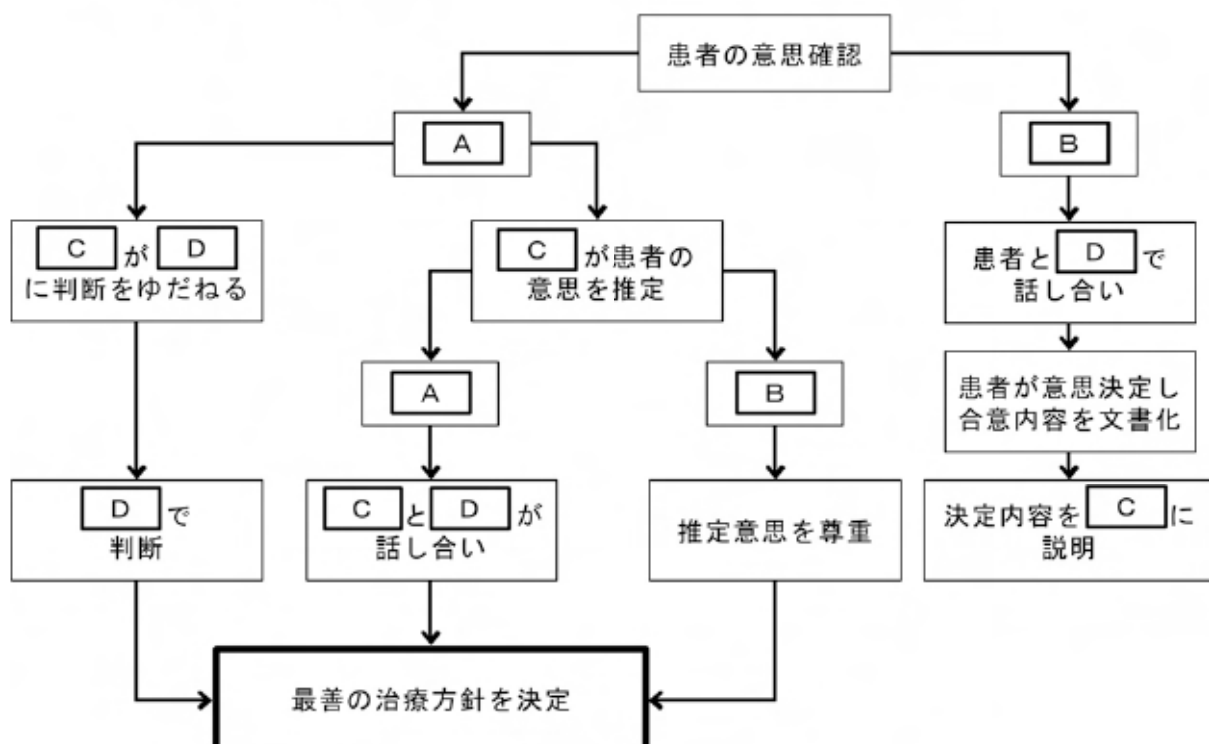 患者の意思確認
A
B
C が D
に判断をゆだねる
C が患者の
意思を推定
患者と D で
話し合い
A
B
患者が意思決定し
合意内容を文書化
D で
判断
C と D が
話し合い
推定意思を尊重
決定内容を C に
説明
最善の治療方針を決定